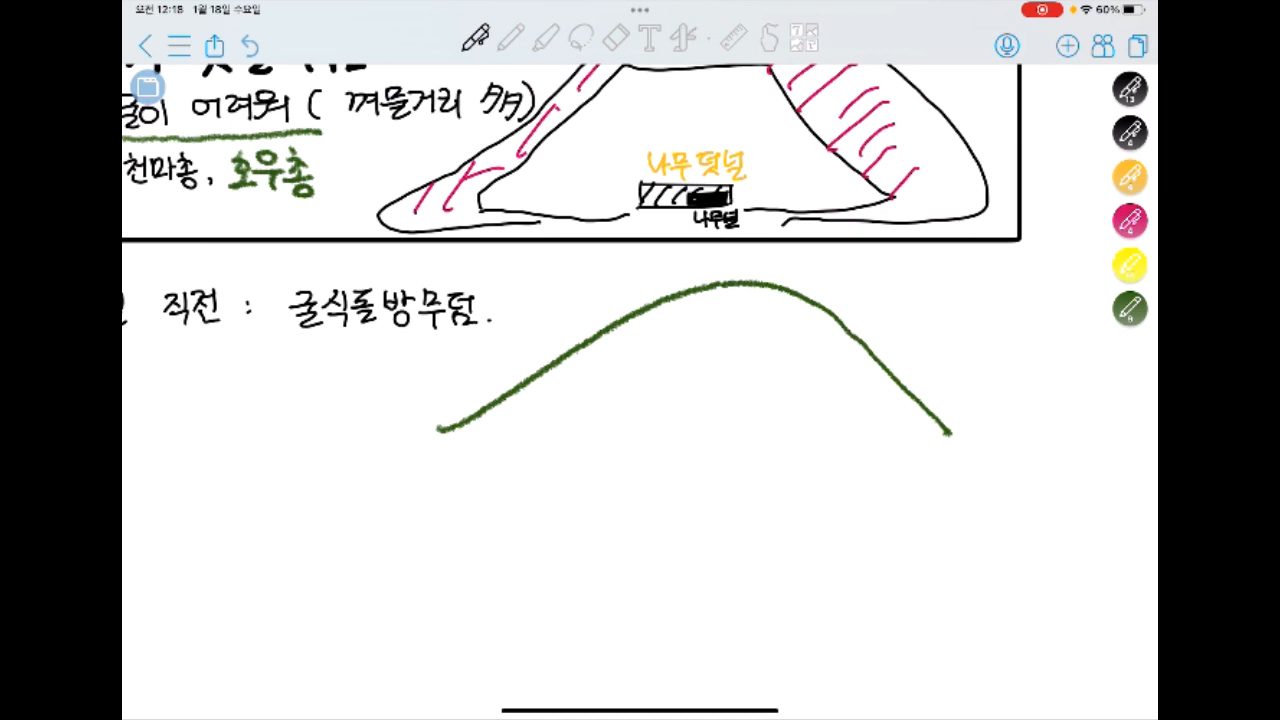 오전 12:18 1월 18일 수요일
60%
어려워 ( 껴묻거리 多)
천마총, 호우총
나무 덧널
나무널
직전 : 굴식돌방무덤.